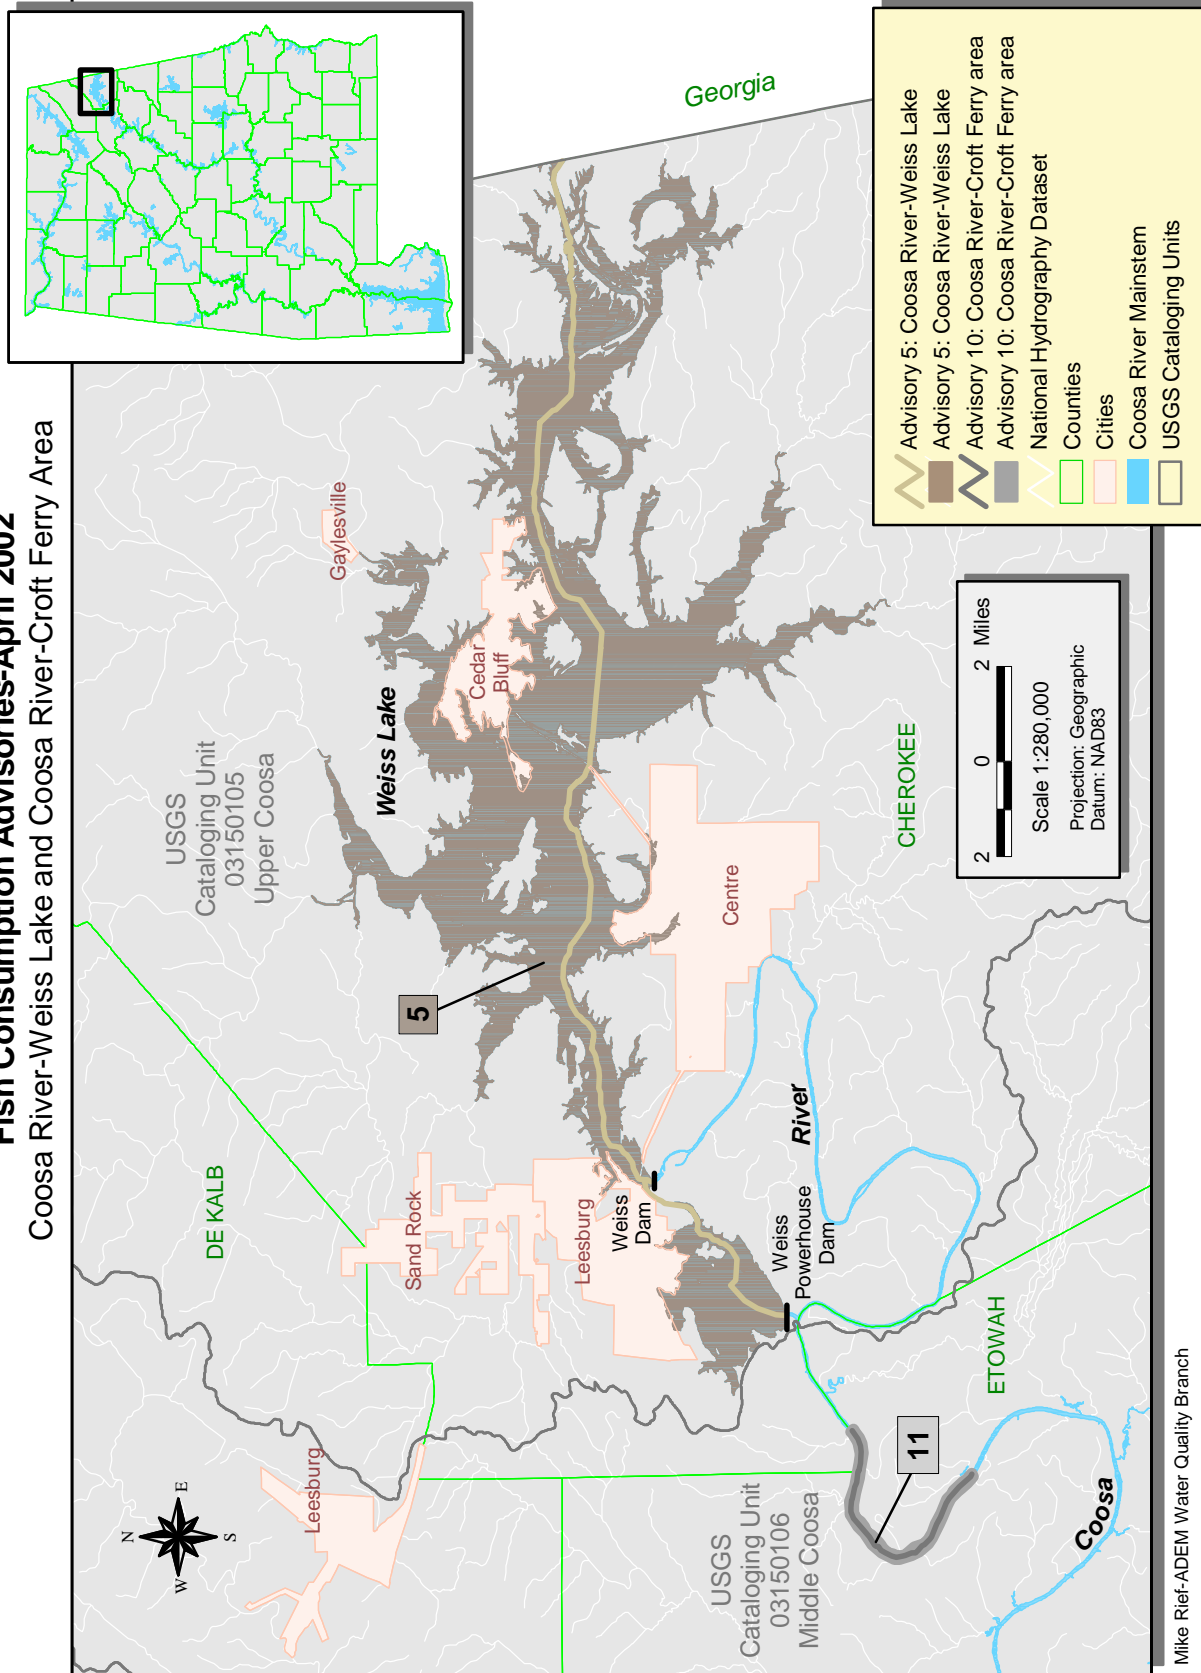 Fish Consumption Advisories-April 2002
Coosa River-Weiss Lake and Coosa River-Croft Ferry Area
N
W
E
S
Leesburg
DE KALB
USGS
Cataloging Unit
03150105
Upper Coosa
Gaylesville
Georgia
Weiss Lake
Sand Rock
5
Cedar
Bluff
Leesburg
Weiss
Dam
Centre
USGS
Cataloging Unit
03150106
Middle Coosa
Weiss
Powerhouse
Dam
River
CHEROKEE
11
ETOWAH
Coosa
2
0
2
Miles
Scale 1:280,000
Projection: Geographic
Datum: NAD83
Advisory 5: Coosa River-Weiss Lake
Advisory 5: Coosa River-Weiss Lake
Advisory 10: Coosa River-Croft Ferry area
Advisory 10: Coosa River-Croft Ferry area
National Hydrography Dataset
Counties
Cities
Coosa River Mainstem
USGS Cataloging Units
Mike Rief-ADEM Water Quality Branch